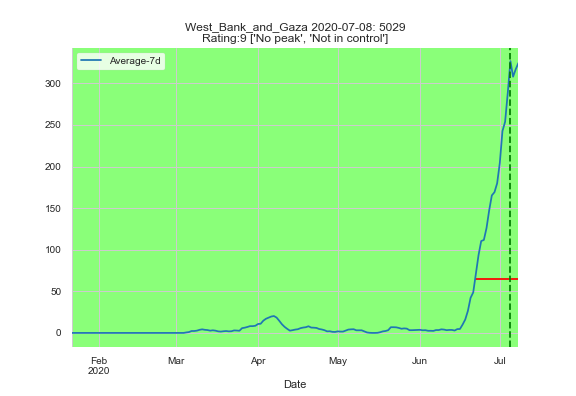 West_Bank_and_Gaza 2020-07-08: 5029
Rating:9 ['No peak', 'Not in control']
Average-7d
300
250
200
150
100
50
0
Feb
2020
Mar
Apr
May
Jun
Jul
Date